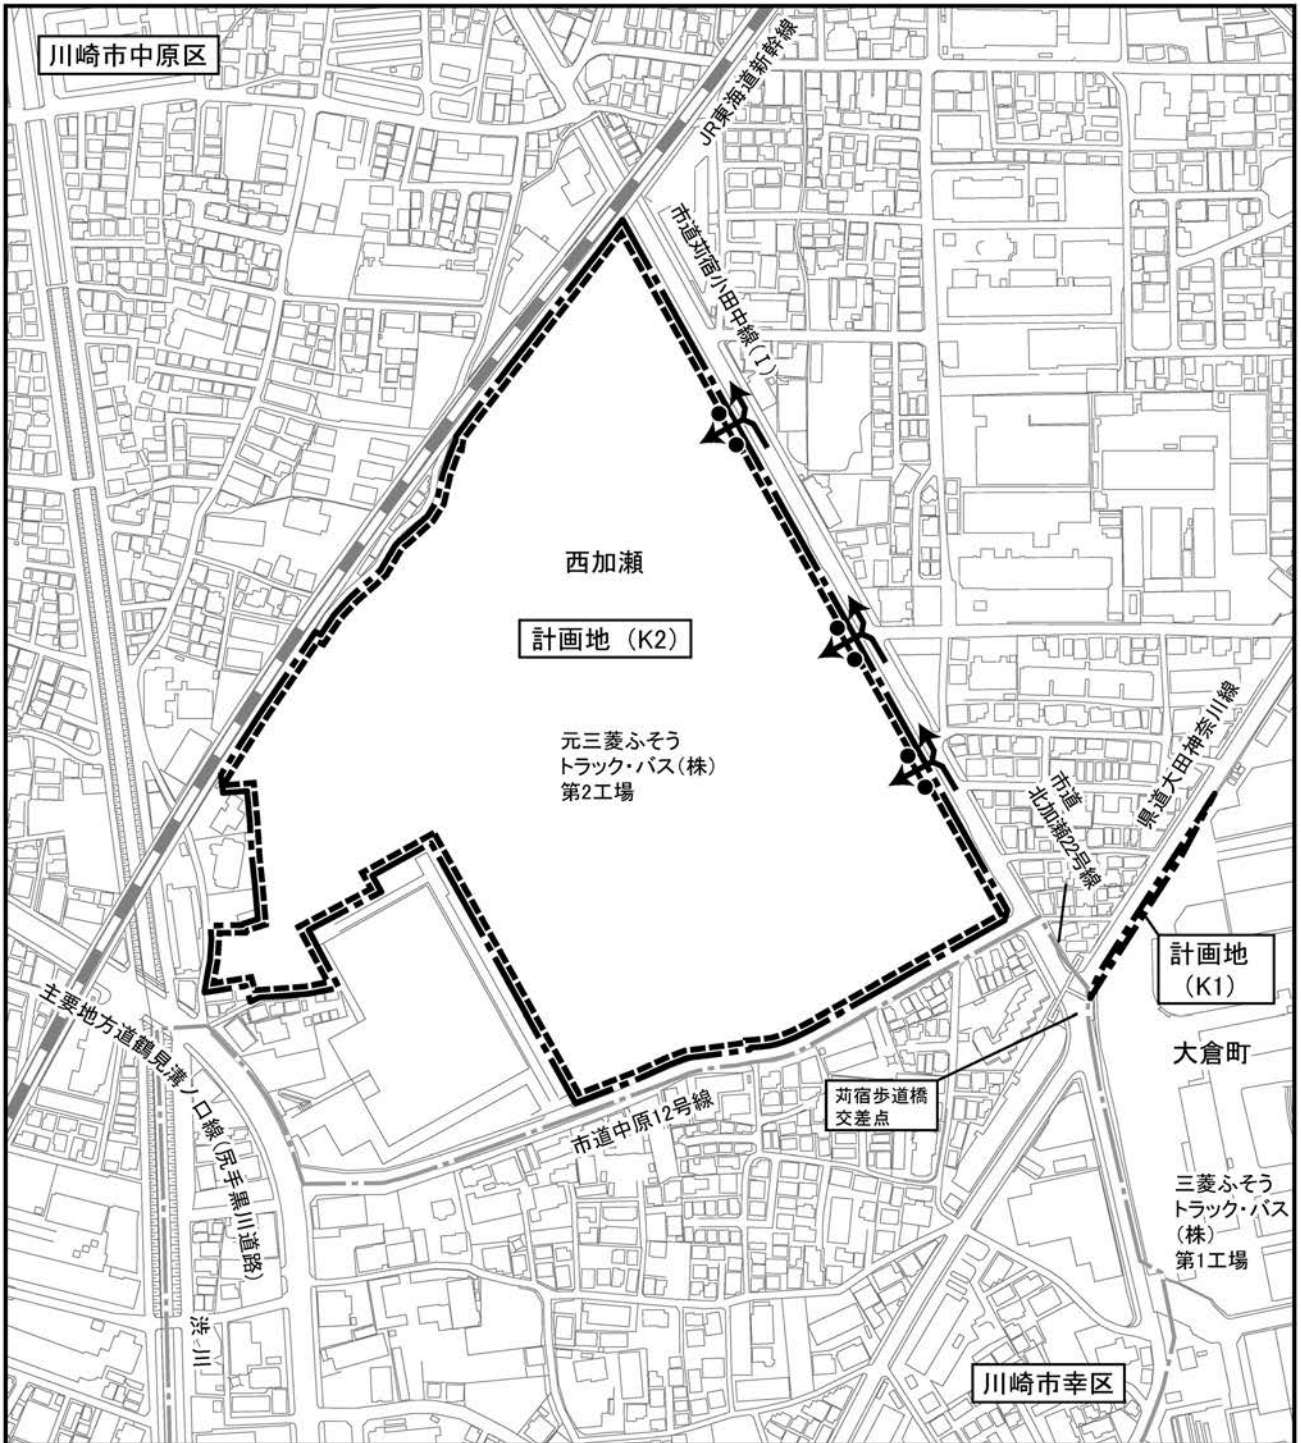 川崎市中原区
JR東海道新幹線
市道苅宿小田中線(Ⅰ)
西加瀬
計画地（K2）
元三菱ふそう
トラック・バス(株)
第2工場
県道大田神奈川線
市道
北加瀬22号線
計画地
（K1）
大倉町
主要地方道鶴見溝ノ口線(尻手黒川道路)
苅宿歩道橋
交差点
市道中原12号線
三菱ふそう
トラック・バス
(株)
第1工場
渋川
川崎市幸区